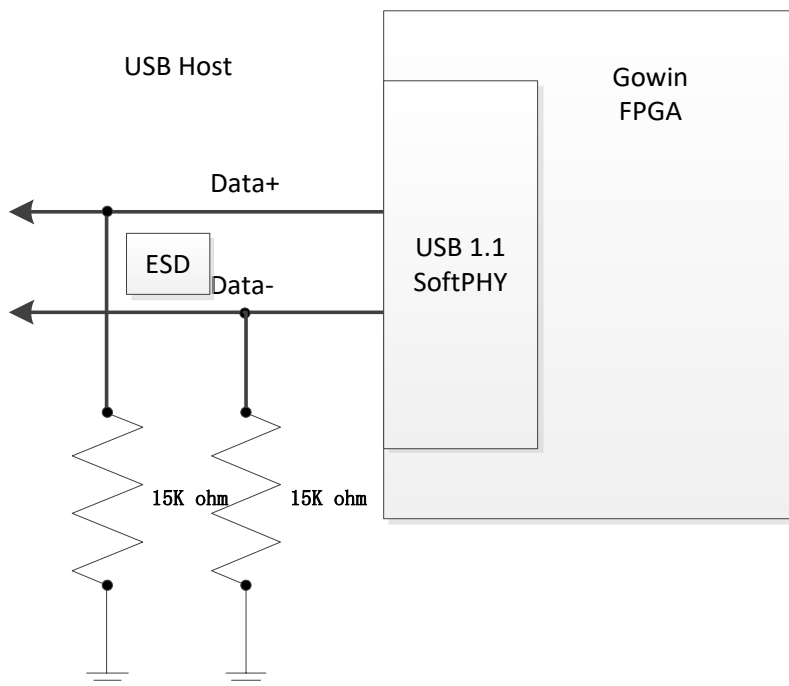 USB Host
Gowin
FPGA
Data+
ESD
Data-
USB 1.1
SoftPHY
15K ohm
15K ohm